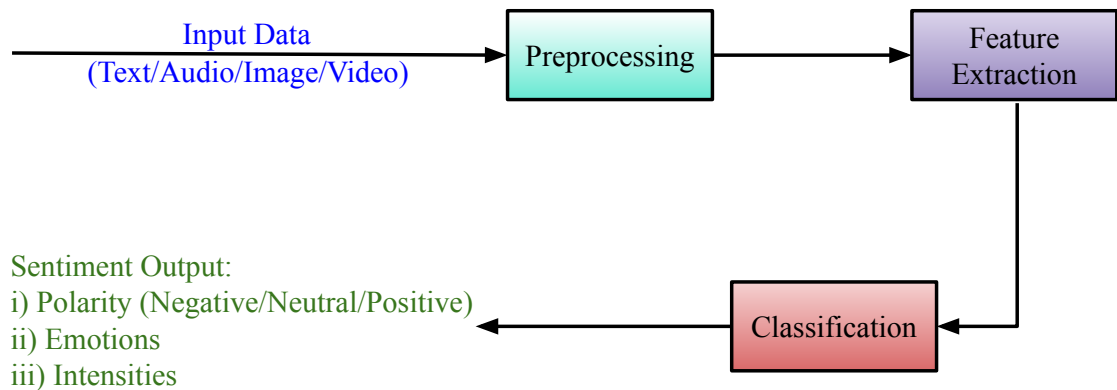 Input Data
(Text/Audio/Image/Video)
Preprocessing
Feature
Extraction
Classification
Sentiment Output:
i) Polarity (Negative/Neutral/Positive)
ii) Emotions
iii) Intensities